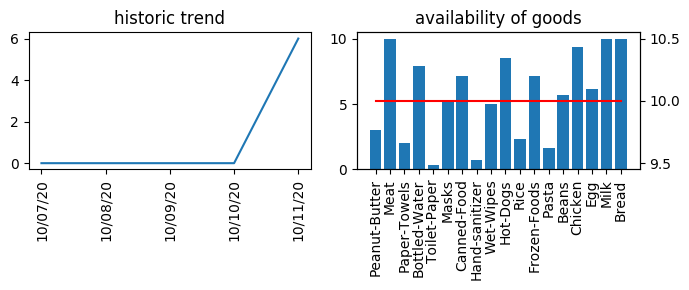 historic trend
6
4
2
0
10/07/20
10/08/20
10/09/20
10/10/20
10/11/20
availability of goods
10
5
0
10.5
10.0
9.5
Peanut-Butter
Meat
Paper-Towels
Bottled-Water
Toilet-Paper
Masks
Canned-Food
Hand-sanitizer
Wet-Wipes
Hot-Dogs
Rice
Frozen-Foods
Pasta
Beans
Chicken
Egg
Milk
Bread